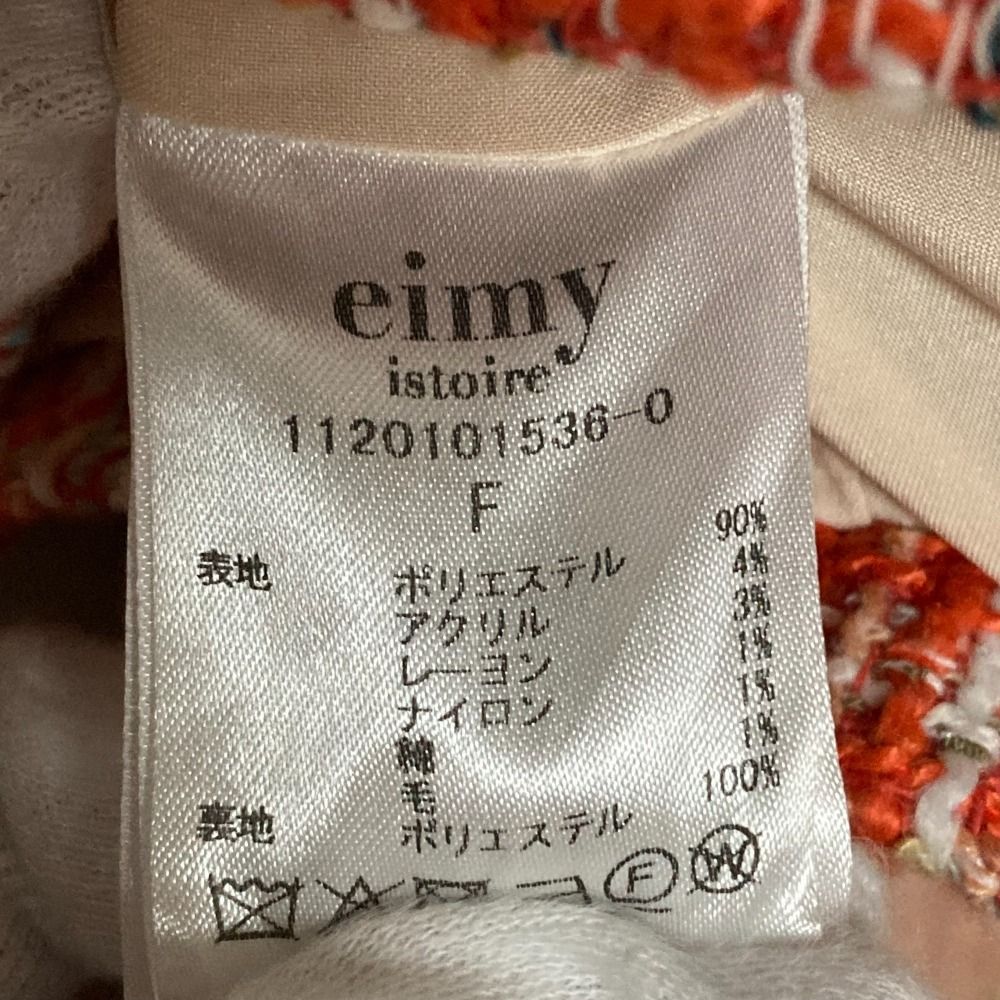 eimy
istoire
1120101536-0
F
表地 ポリエステル 90%
アクリル 4%
レーヨン 3%
ナイロン 1%
綿 1%
毛 1%
裏地 ポリエステル 100%
F W